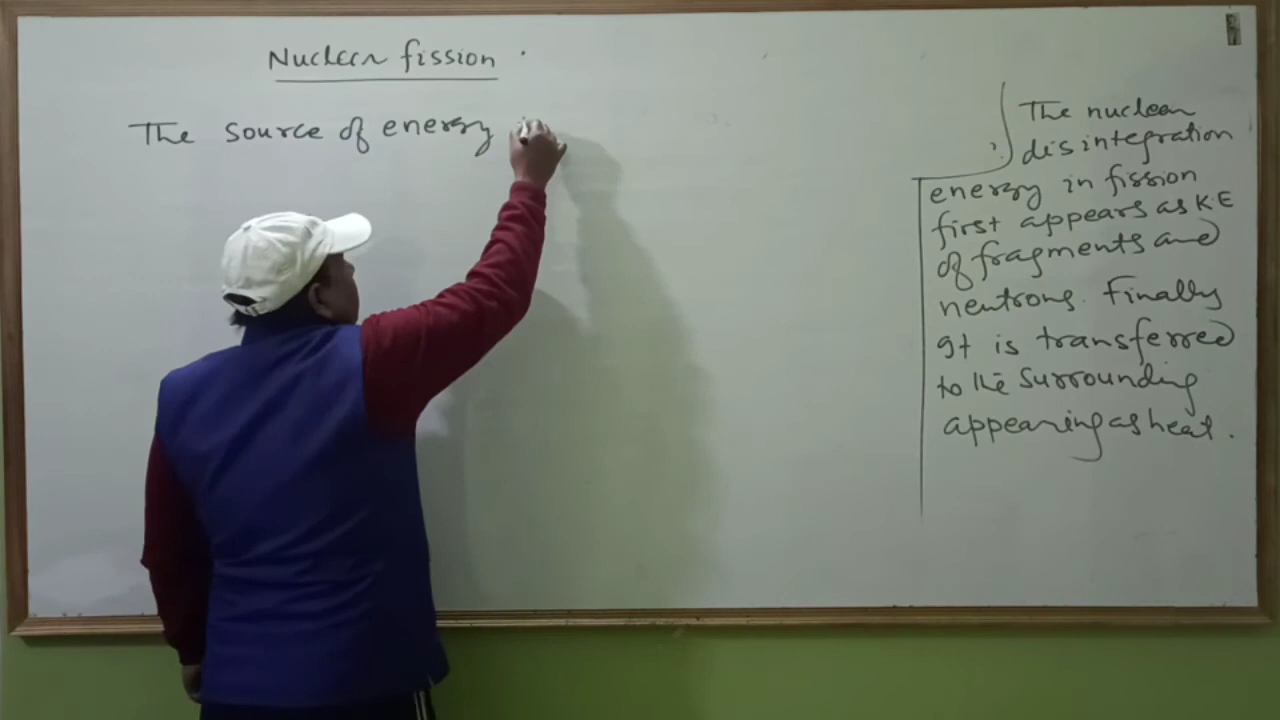 Nuclear fission
The source of energy
The nuclear
disintegration
energy in fission
first appears as K.E
of fragments and
neutrons. Finally
It is transferred
to the surrounding
appearing as heat.